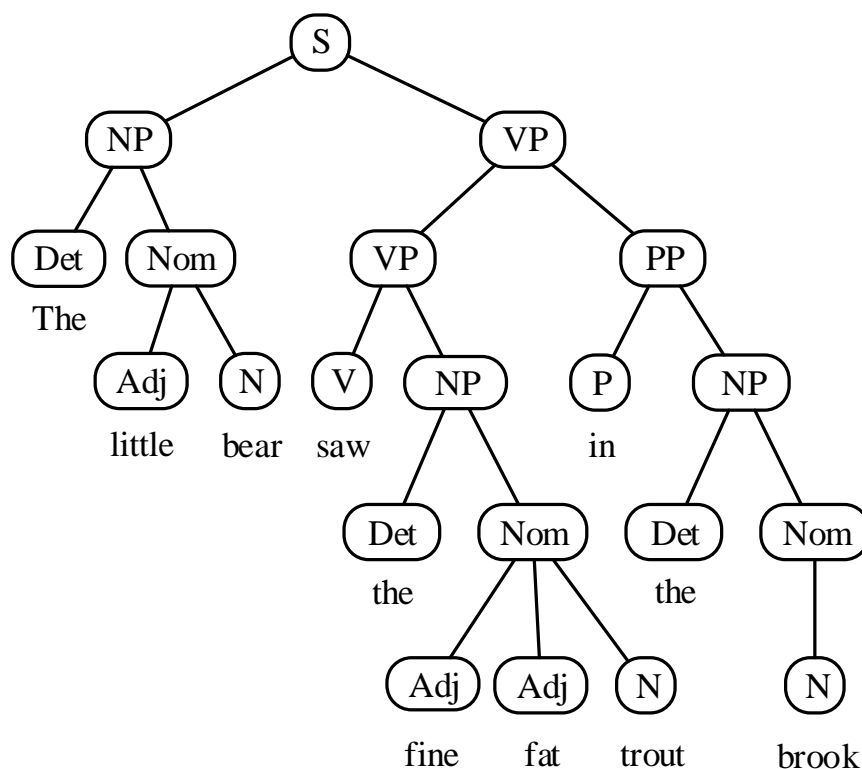 S
NP VP
Det Nom VP PP
The
Adj N V NP P NP
little bear saw in
Det Nom Det Nom
the the
Adj Adj N N
fine fat trout brook